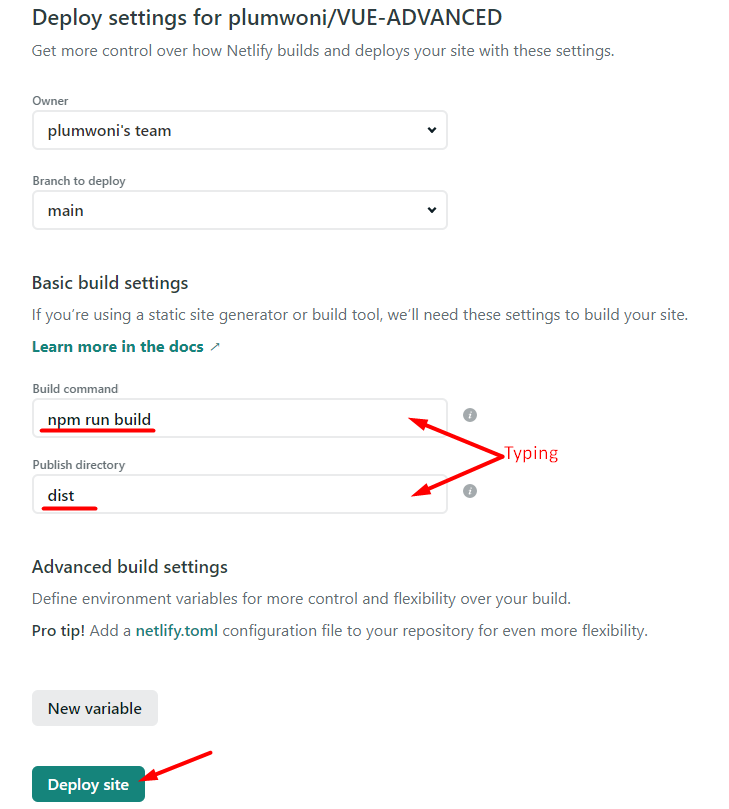 Deploy settings for plumwoni/VUE-ADVANCED
Get more control over how Netlify builds and deploys your site with these settings.
Owner
plumwoni's team
Branch to deploy
main
Basic build settings
If you’re using a static site generator or build tool, we’ll need these settings to build your site.
Learn more in the docs ↗
Build command
npm run build
Typing
Publish directory
dist
Advanced build settings
Define environment variables for more control and flexibility over your build.
Pro tip! Add a netlify.toml configuration file to your repository for even more flexibility.
New variable
Deploy site